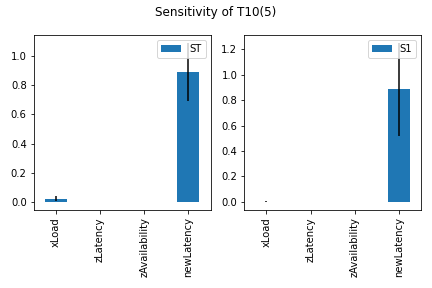 Sensitivity of T10(5)
ST
1.0
0.8
0.6
0.4
0.2
0.0
xLoad
zLatency
zAvailability
newLatency
S1
1.2
1.0
0.8
0.6
0.4
0.2
0.0
xLoad
zLatency
zAvailability
newLatency